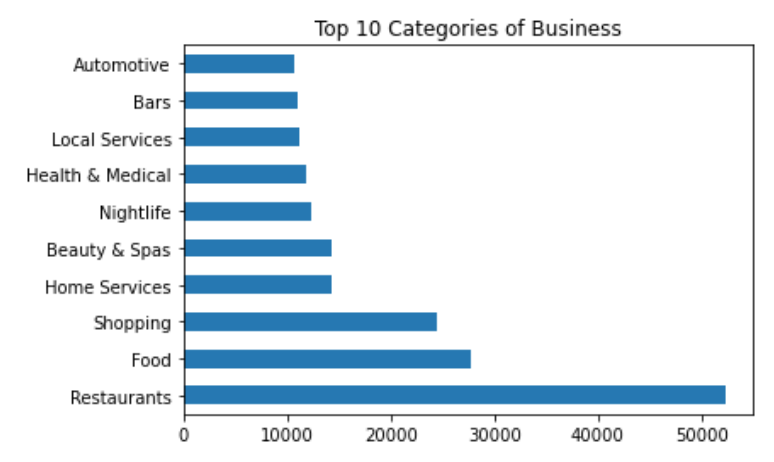 Top 10 Categories of Business
Automotive
Bars
Local Services
Health & Medical
Nightlife
Beauty & Spas
Home Services
Shopping
Food
Restaurants
0 10000 20000 30000 40000 50000